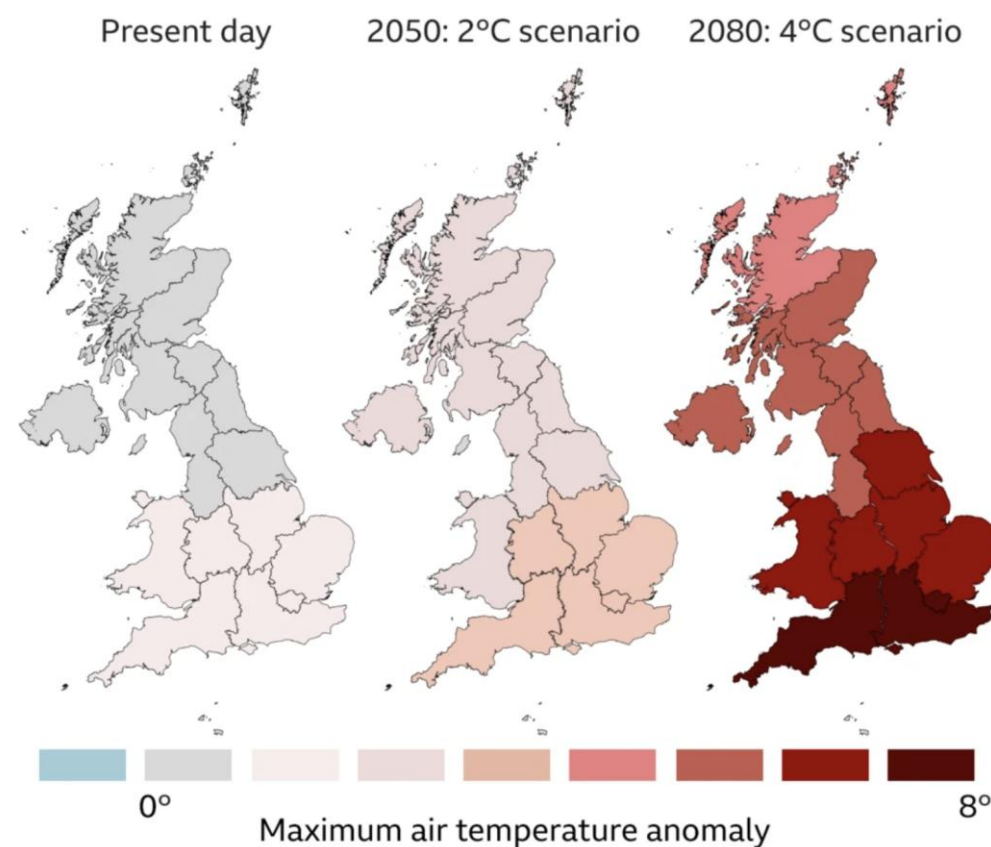 Present day
2050: 2°C scenario
2080: 4°C scenario
0°
8°
Maximum air temperature anomaly